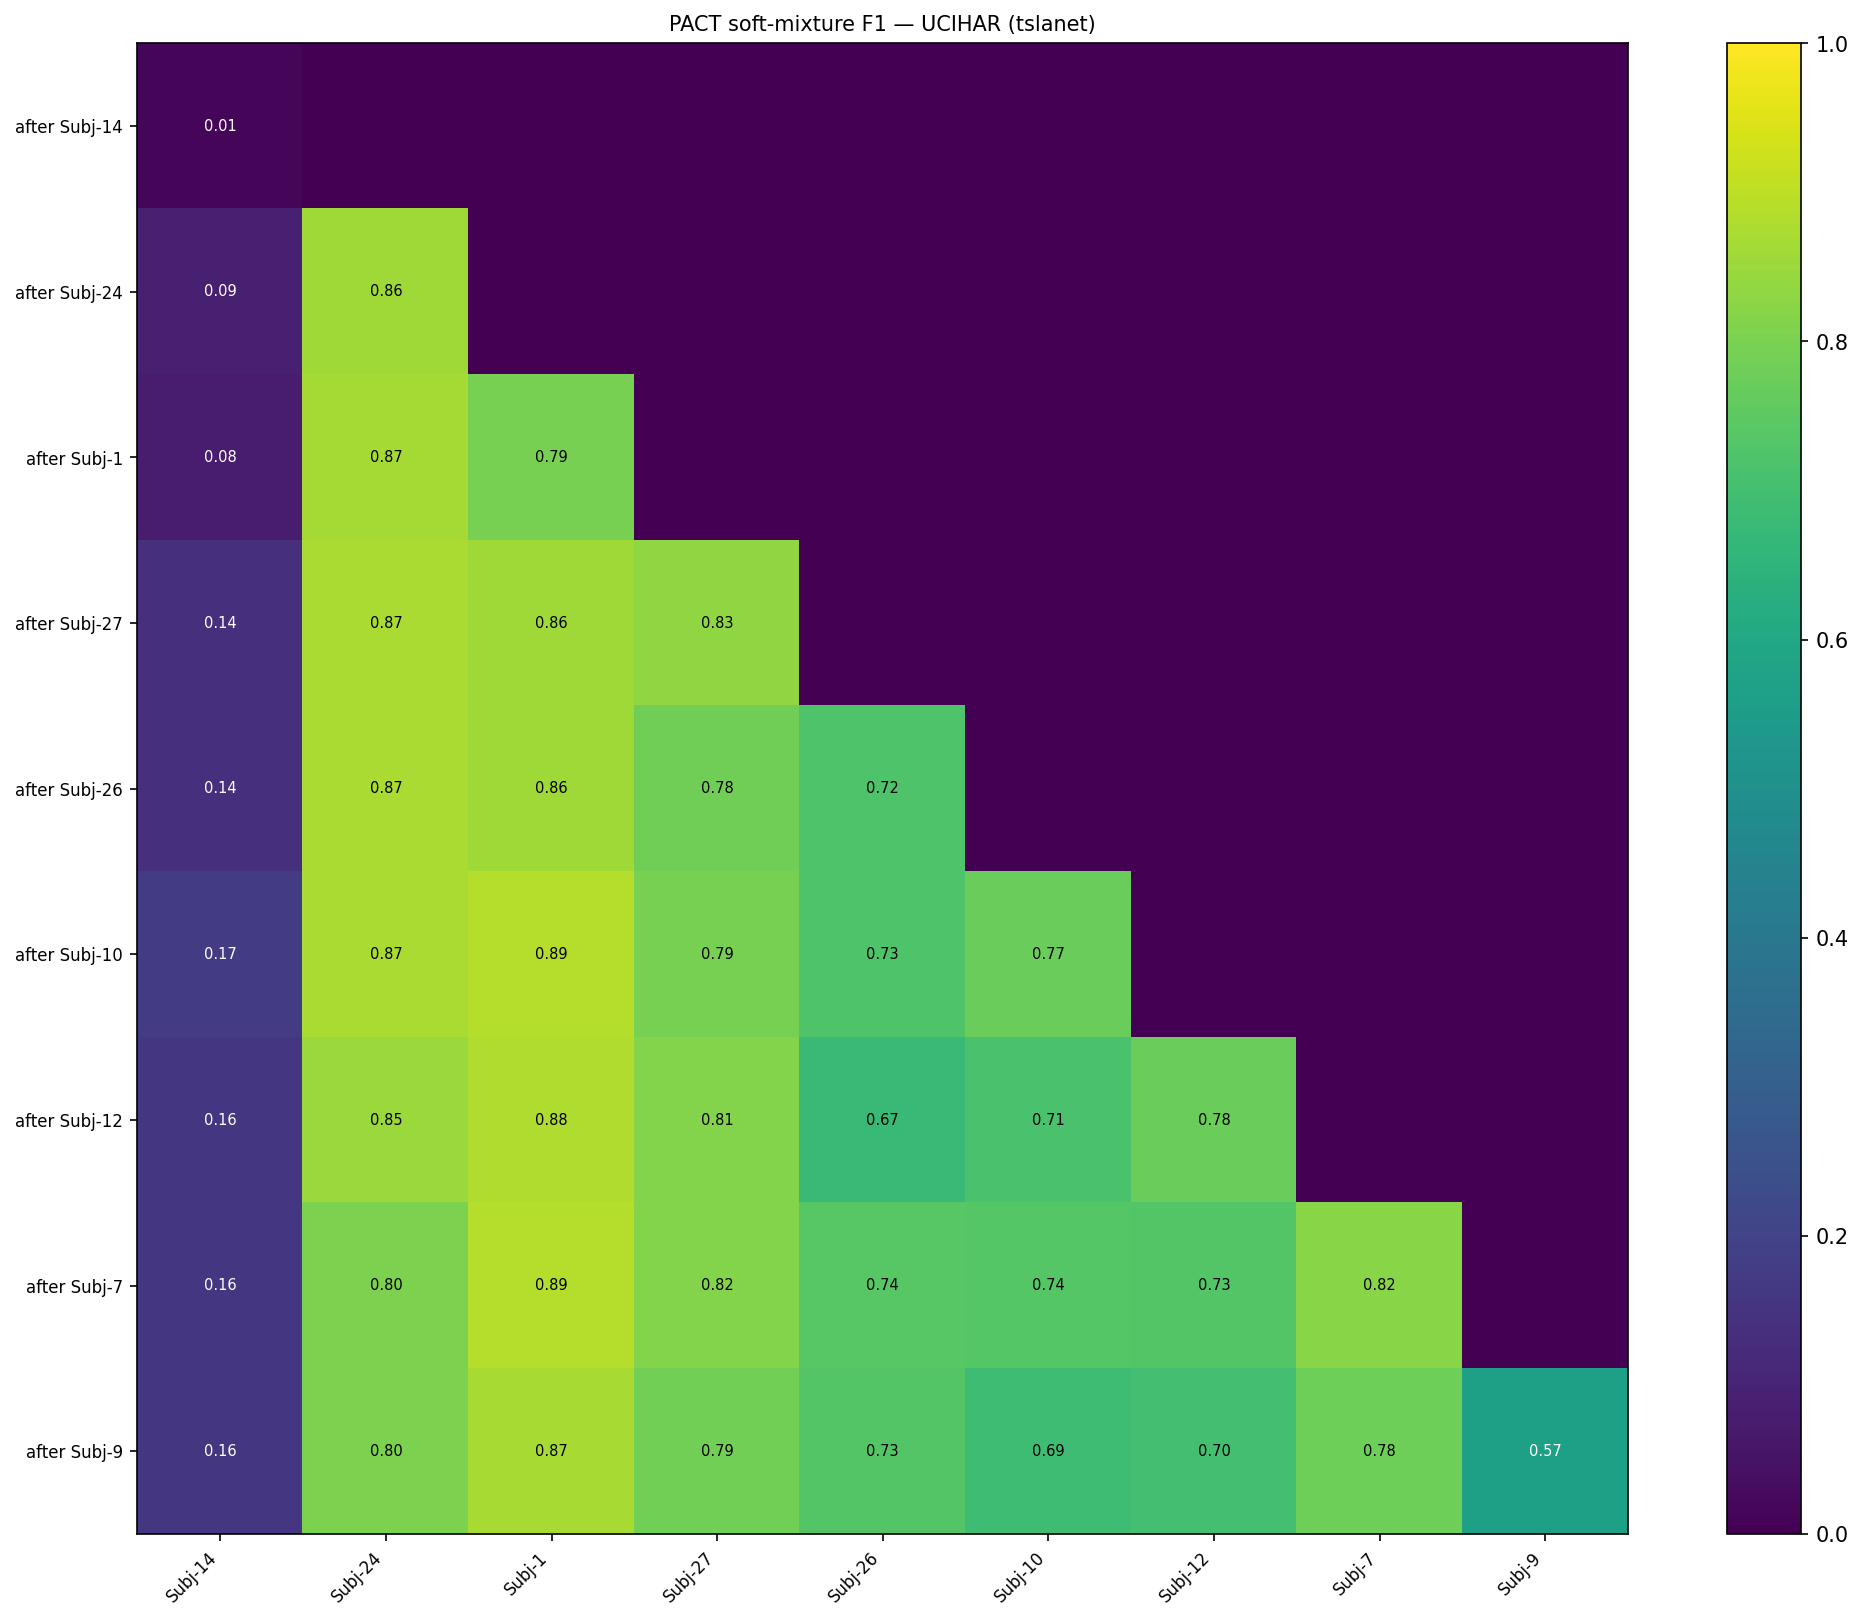 PACT soft-mixture F1 — UCIHAR (tslanet)
1.0
after Subj-14 0.01
after Subj-24 0.09 0.86
0.8
after Subj-1 0.08 0.87 0.79
after Subj-27 0.14 0.87 0.86 0.83
0.6
after Subj-26 0.14 0.87 0.86 0.78 0.72
after Subj-10 0.17 0.87 0.89 0.79 0.73 0.77
0.4
after Subj-12 0.16 0.85 0.88 0.81 0.67 0.71 0.78
0.2
after Subj-7 0.16 0.80 0.89 0.82 0.74 0.74 0.73 0.82
after Subj-9 0.16 0.80 0.87 0.79 0.73 0.69 0.70 0.78 0.57
0.0
Subj-14 Subj-24 Subj-1 Subj-27 Subj-26 Subj-10 Subj-12 Subj-7 Subj-9